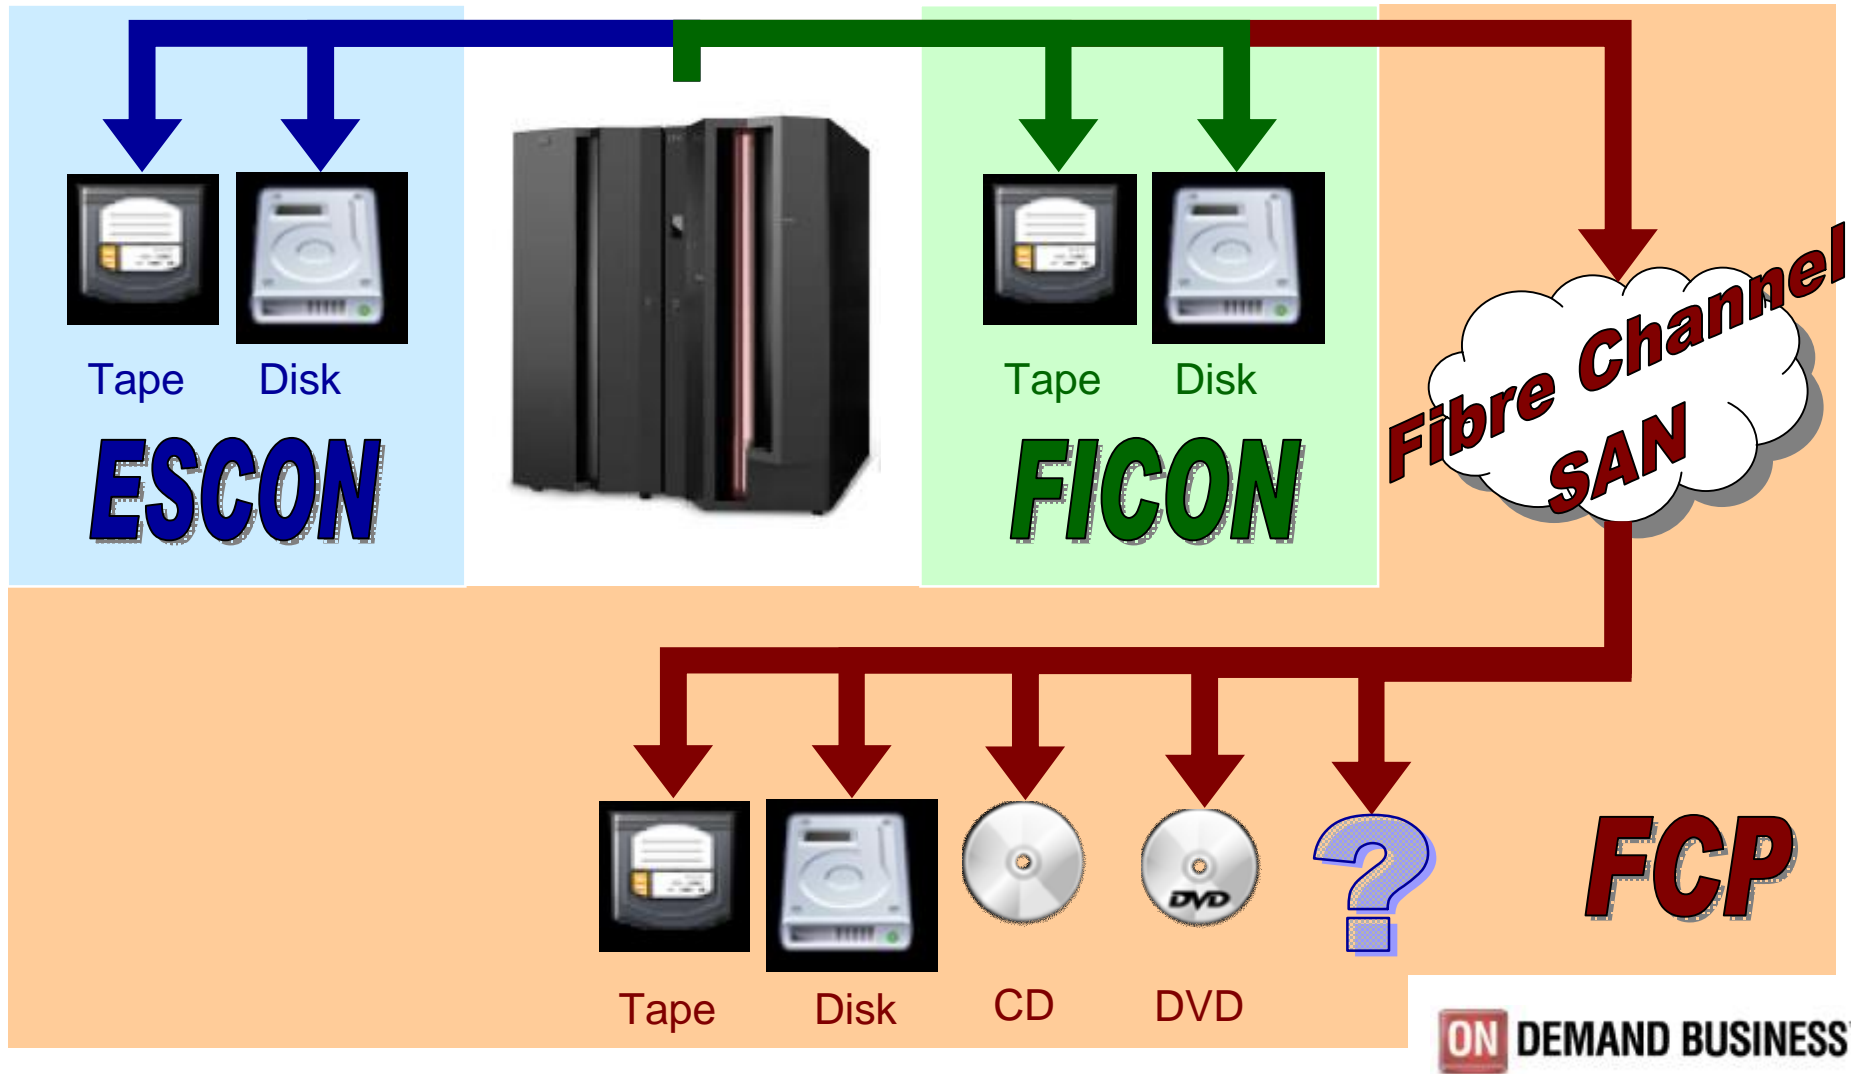 Tape Disk
ESCON
Tape Disk
FICON
Fibre Channel
SAN
?
DVD
Tape Disk CD DVD
FCP
ON DEMAND BUSINESS